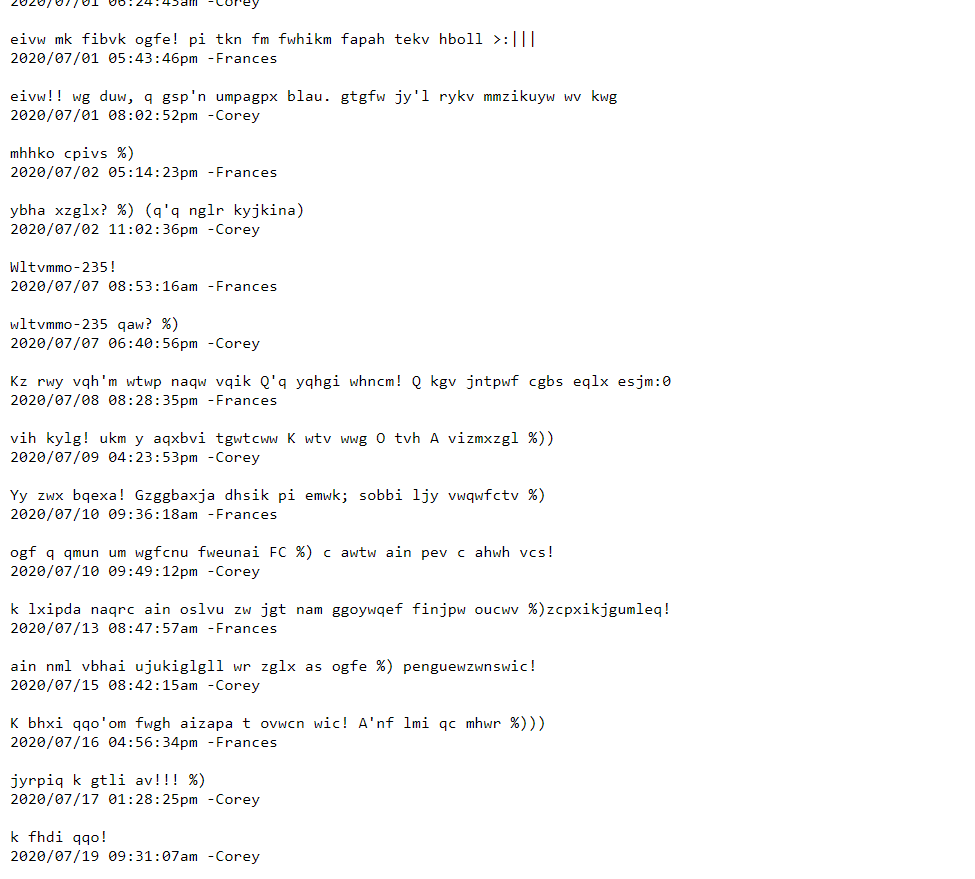 2020/07/01 06:24:43am -Corey
eivw mk fibvk ogfe! pi tkn fm fwhikm fapah tekv hboll >:|||
2020/07/01 05:43:46pm -Frances
eivw!! wg duw, q gsp'n umpagpx blau. gtgfw jy'l rykv mmzikuyw wv kwg
2020/07/01 08:02:52pm -Corey
mhhko cpivs %)
2020/07/02 05:14:23pm -Frances
ybha xzglx? %) (q'q nglr kyjkina)
2020/07/02 11:02:36pm -Corey
Wltvmmo-235!
2020/07/07 08:53:16am -Frances
wltvmmo-235 qaw? %)
2020/07/07 06:40:56pm -Corey
Kz rwy vqh'm wtwp naqw vqik Q'q yqhgi whncm! Q kgv jntpwf cgbs eqlx esjm:0
2020/07/08 08:28:35pm -Frances
vih kylg! ukm y aqxbvi tgwtcww K wtv wwg O tvh A vizmxzgl %))
2020/07/09 04:23:53pm -Corey
Yy zwx bqexa! Gzggbaxja dhsik pi emwk; sobbi ljy vwqwfctv %)
2020/07/10 09:36:18am -Frances
ogf q qmun um wgfcnu fweunai FC %) c awtw ain pev c ahwh vcs!
2020/07/10 09:49:12pm -Corey
k lxipda naqrc ain oslvu zw jgt nam ggoywqef finjpw oucwv %)zcpxikjgumleq!
2020/07/13 08:47:57am -Frances
ain nml vbhai ujukiglgll wr zglx as ogfe %) penguewzwnswic!
2020/07/15 08:42:15am -Corey
K bhxi qqo'om fwgh aizapa t ovwcn wic! A'nf lmi qc mhwr %)))
2020/07/16 04:56:34pm -Frances
jyrpiq k gtli av!!! %)
2020/07/17 01:28:25pm -Corey
k fhdi qqo!
2020/07/19 09:31:07am -Corey